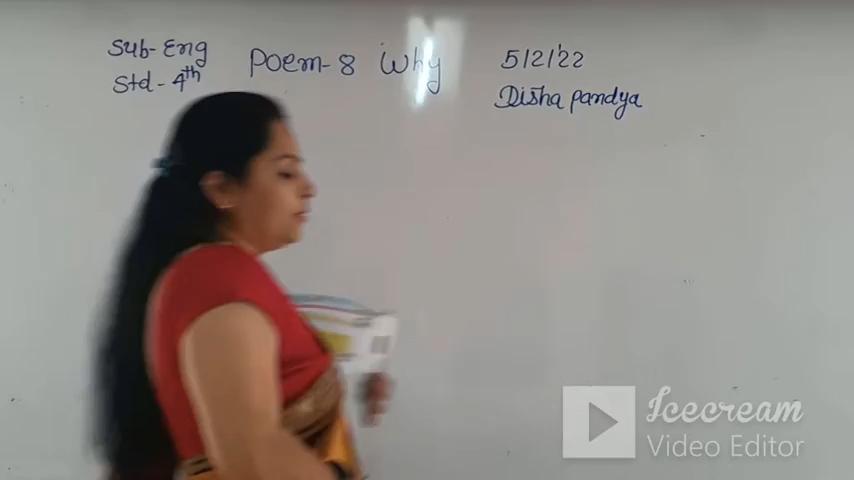 Sub- Eng
Std - 4th
Poem- 8 Why
5/2/22
Disha pandya
Icecream
VIDEO EDITOR